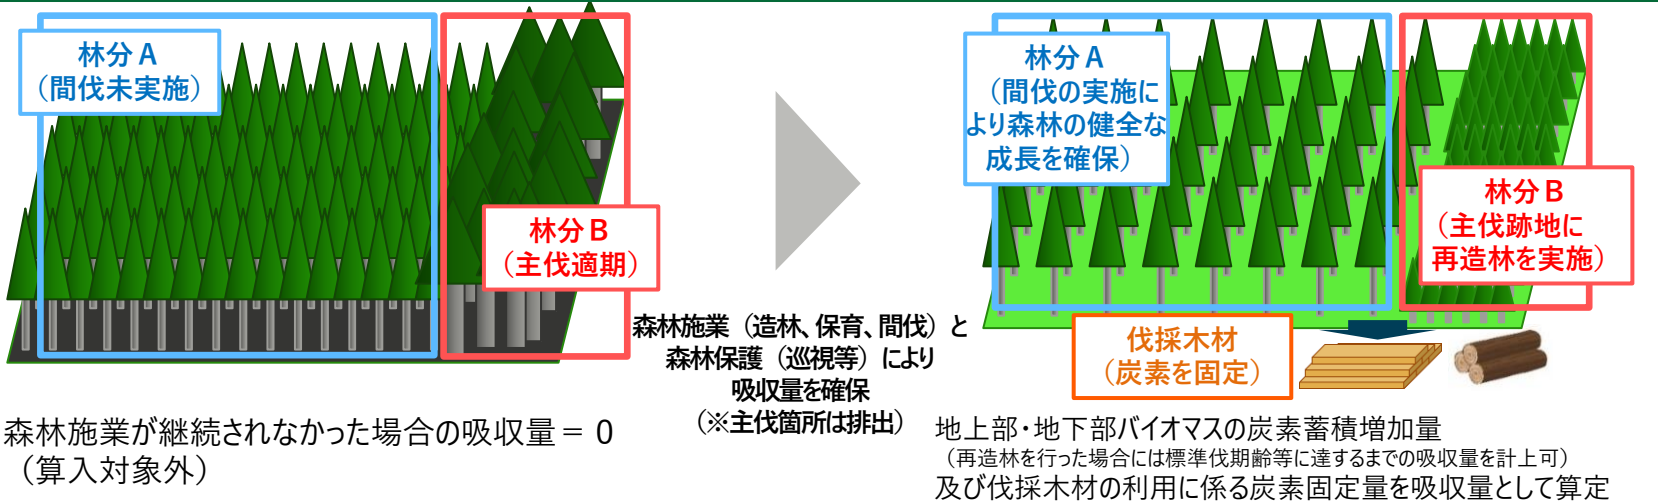 林分A
（間伐未実施）
林分B
（主伐適期）
森林施業が継続されなかった場合の吸収量 = 0
（算入対象外）
森林施業（造林、保育、間伐）と
森林保護（巡視等）により
吸収量を確保
（※主伐箇所は排出）
林分A
（間伐の実施に
より森林の健全な
成長を確保）
林分B
（主伐跡地に
再造林を実施）
伐採木材
（炭素を固定）
地上部・地下部バイオマスの炭素蓄積増加量
（再造林を行った場合には標準伐期齢等に達するまでの吸収量を計上可）
及び伐採木材の利用に係る炭素固定量を吸収量として算定